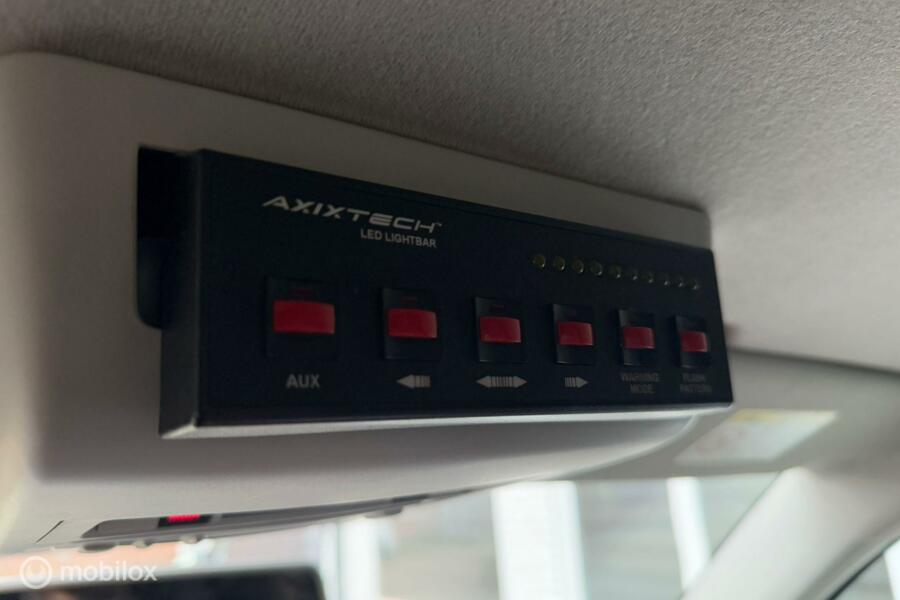 AXIXTECH™
LED LIGHTBAR
AUX
WARNING
MODE
FLASH
PATTERN
mobilox